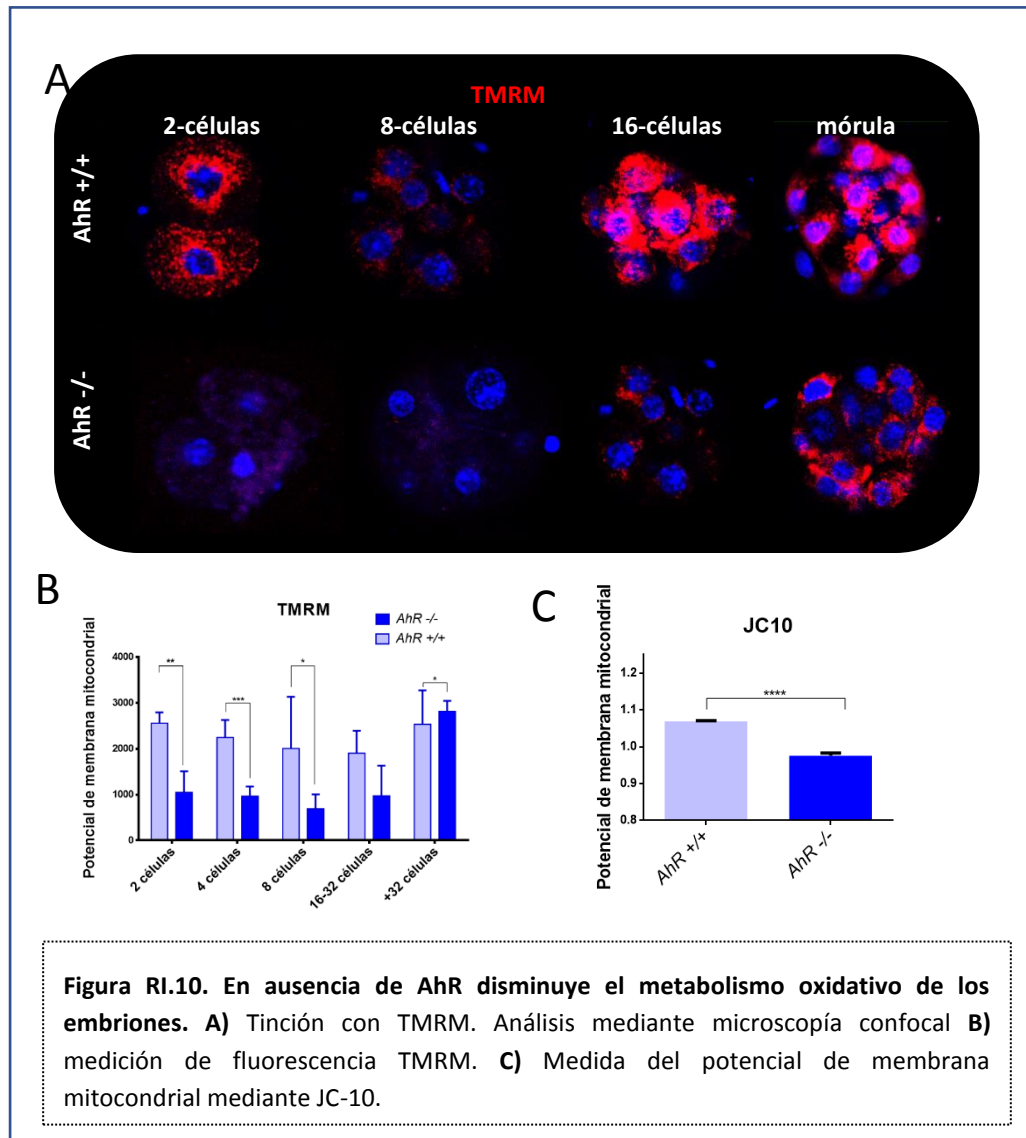 A
TMRM
2-células 8-células 16-células mórula
AhR +/+
AhR -/-
B
TMRM
AhR -/-
AhR +/+
Potencial de membrana mitocondrial
4000
3000
2000
1000
0
** *** * *
2 células 4 células 8 células 16-32 células +32 células
C
JC10
Potencial de membrana mitocondrial
1.2
1.1
1.0
0.9
0.8
****
AhR +/+ AhR -/-
Figura RI.10. En ausencia de AhR disminuye el metabolismo oxidativo de los
embriones. A) Tinción con TMRM. Análisis mediante microscopía confocal B)
medición de fluorescencia TMRM. C) Medida del potencial de membrana
mitocondrial mediante JC-10.